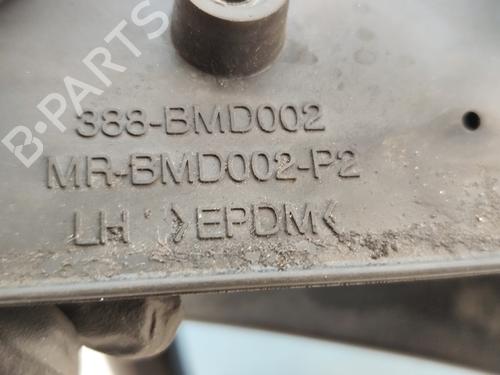 B-PARTS
388-BMD002
MR-BMD002-P2
LH >EPDM<